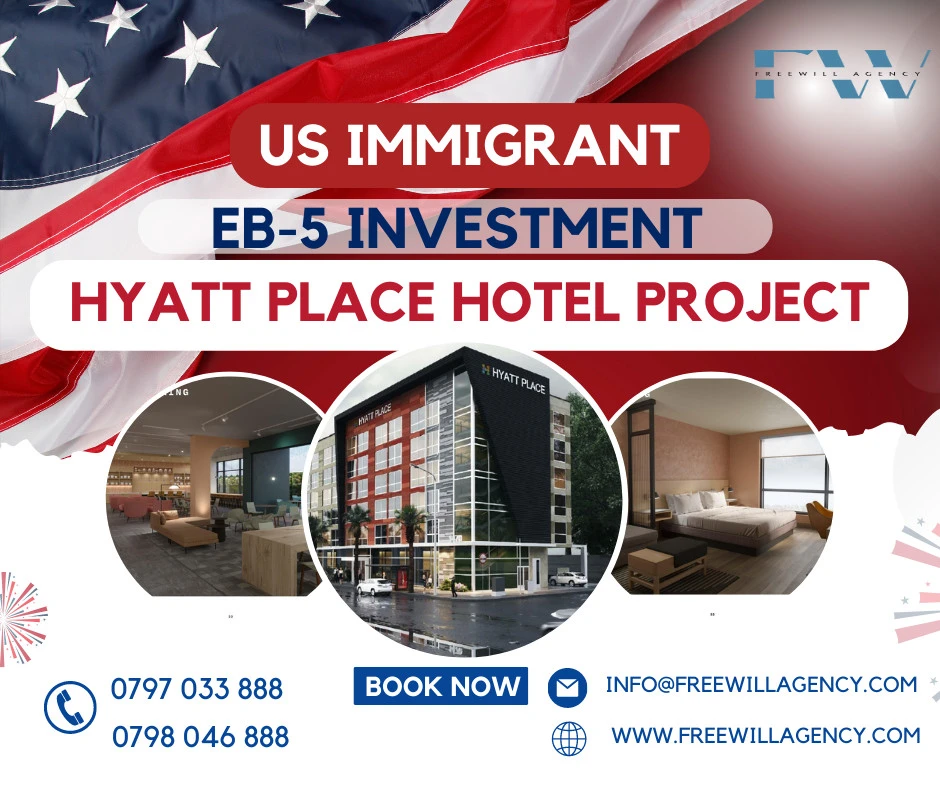 FW
FREEWILL AGENCY
US IMMIGRANT
EB-5 INVESTMENT
HYATT PLACE HOTEL PROJECT
HYATT PLACE
HYATT PLACE
0797 033 888
0798 046 888
BOOK NOW
INFO@FREEWILLAGENCY.COM
WWW.FREEWILLAGENCY.COM